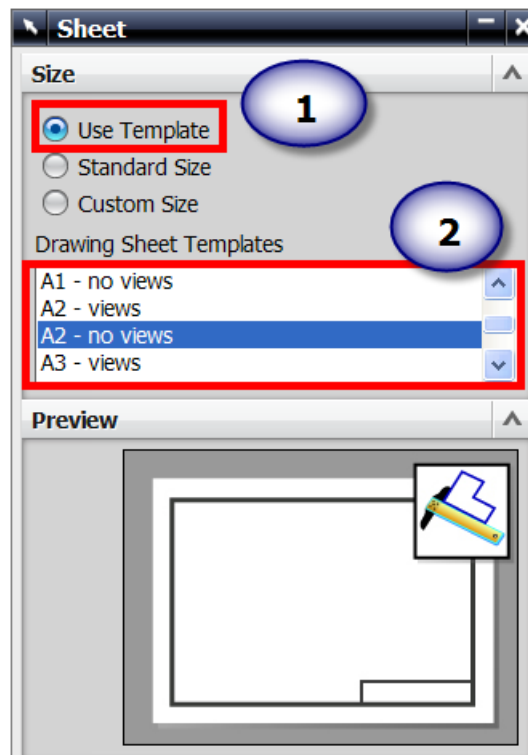 Sheet
Size
1
Use Template
Standard Size
Custom Size
2
Drawing Sheet Templates
A1 - no views
A2 - views
A2 - no views
A3 - views
Preview